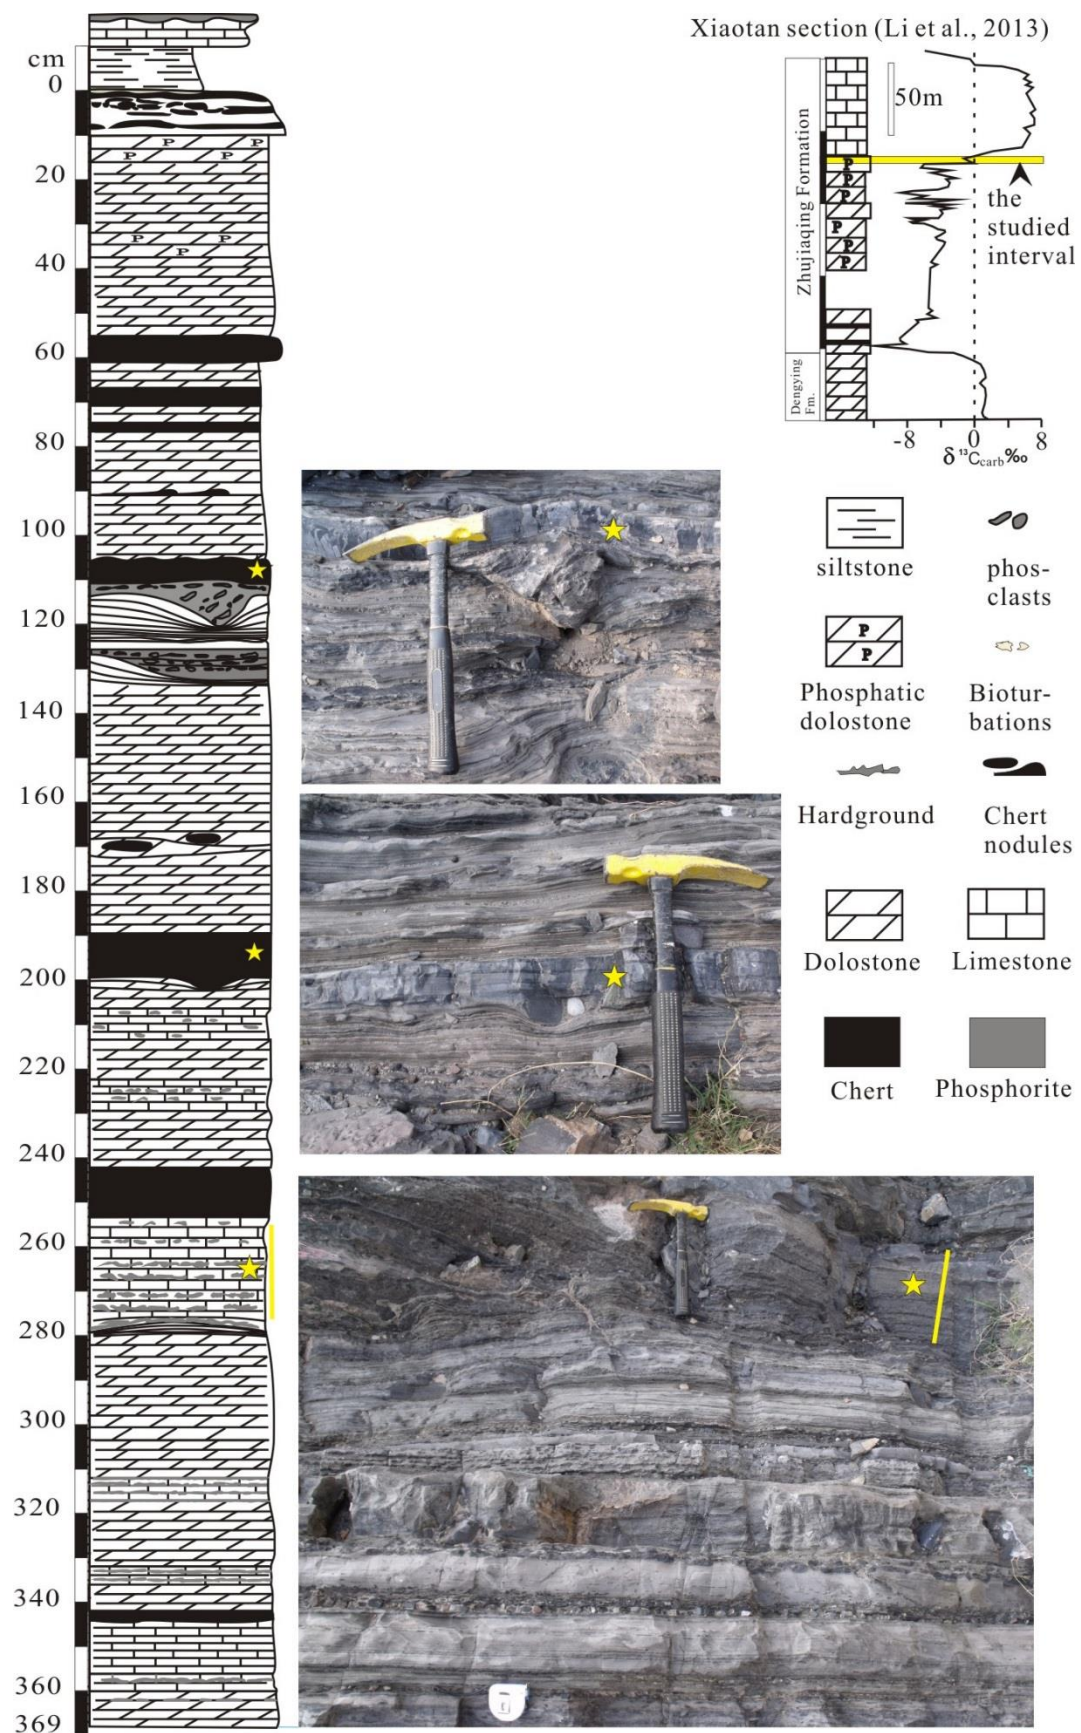 cm
0
20
40
60
80
100
120
140
160
180
200
220
240
260
280
300
320
340
360
369
P
P
P
P
P
P
P
Xiaotan section (Li et al., 2013)
50m
Zhujiaqing Formation
Dengying
Fm.
P
P
P
P
P
P
the
studied
interval
-8
0
8
δ ¹³Ccarb‰
siltstone
phos-
clasts
P
P
Phosphatic
dolostone
Biotur-
bations
Hardground
Chert
nodules
Dolostone
Limestone
Chert
Phosphorite